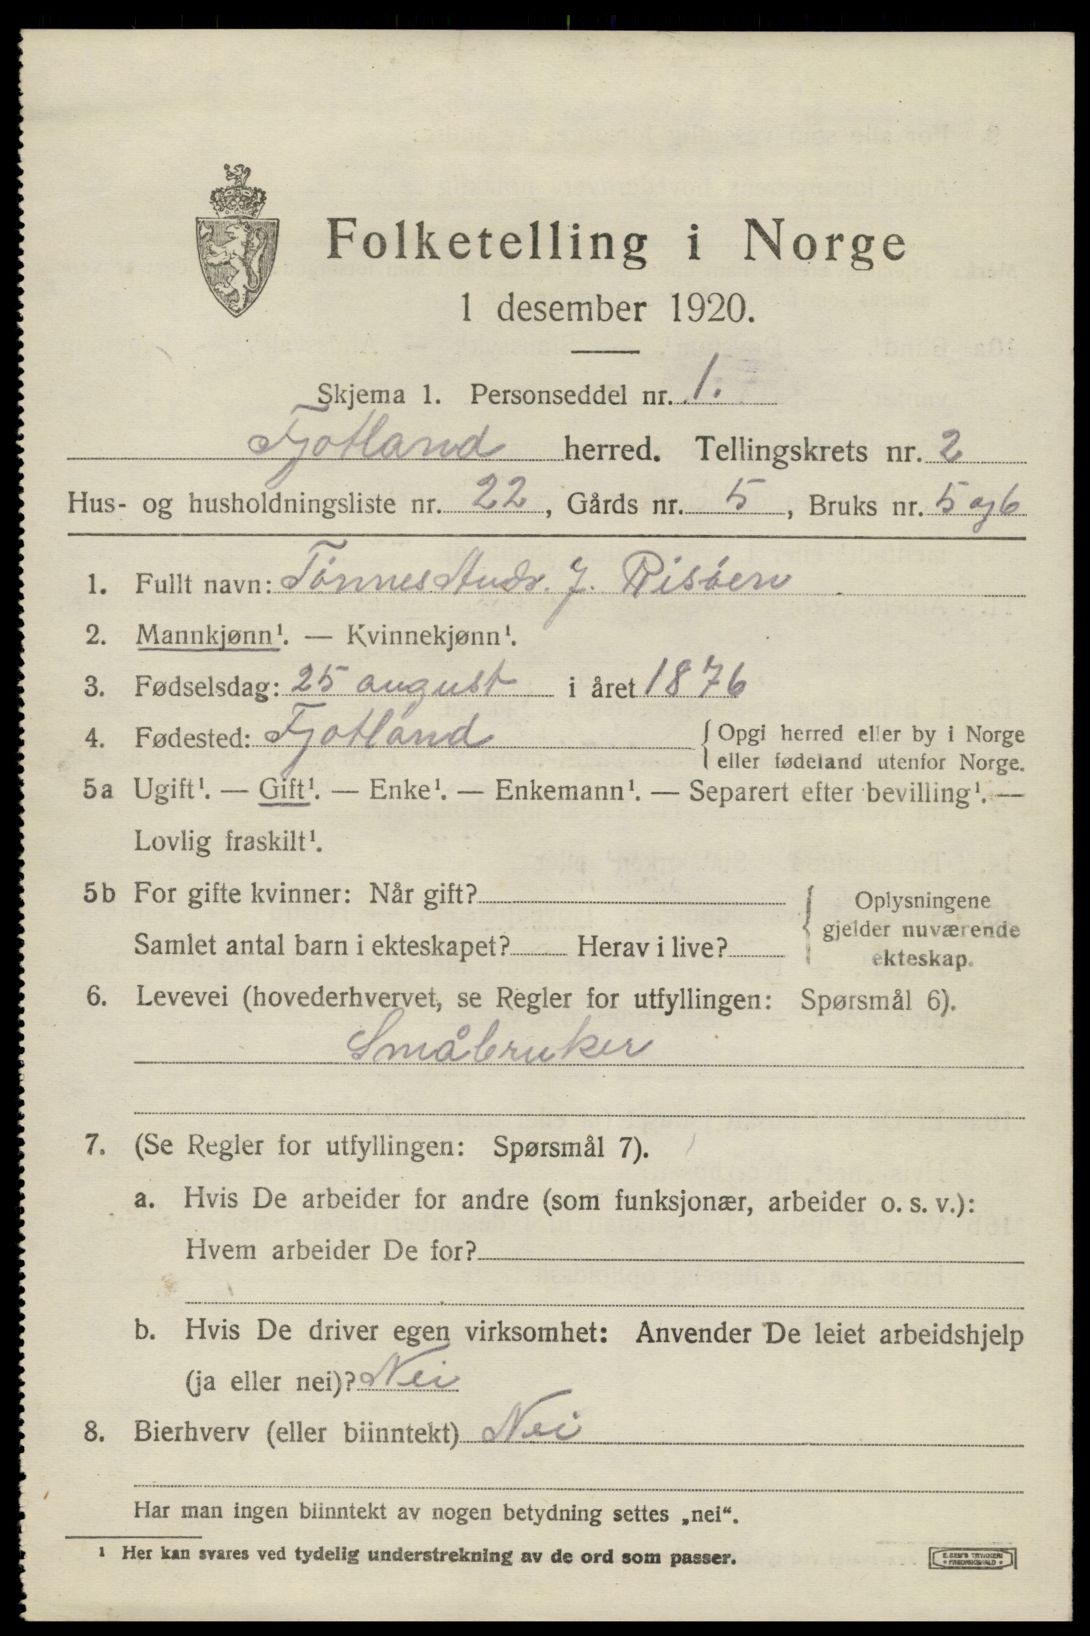 Folketelling i Norge
1 desember 1920.
Skjema 1. Personseddel nr. 1.
Fjotland herred. Tellingskrets nr. 2
Hus- og husholdningsliste nr. 22, Gårds nr. 5, Bruks nr. 5 og 6
1. Fullt navn: Tønnes Andr. J. Risøen
2. Mannkjønn¹. — Kvinnekjønn¹.
3. Fødselsdag: 25 august i året 1876
4. Fødested: Fjotland { Opgi herred eller by i Norge
eller fødeland utenfor Norge.
5a Ugift¹. — Gift¹. — Enke¹. — Enkemann¹. — Separert efter bevilling¹. —
Lovlig fraskilt¹.
5b For gifte kvinner: Når gift?
Samlet antal barn i ekteskapet? Herav i live?
{ Oplysningene
gjelder nuværende
ekteskap.
6. Levevei (hovederhvervet, se Regler for utfyllingen: Spørsmål 6).
Småbruker
7. (Se Regler for utfyllingen: Spørsmål 7).
a. Hvis De arbeider for andre (som funksjonær, arbeider o. s. v.):
Hvem arbeider De for?
b. Hvis De driver egen virksomhet: Anvender De leiet arbeidshjelp
(ja eller nei)? Nei
8. Bierhverv (eller biinntekt) Nei
Har man ingen biinntekt av nogen betydning settes „nei“.
¹ Her kan svares ved tydelig understrekning av de ord som passer.